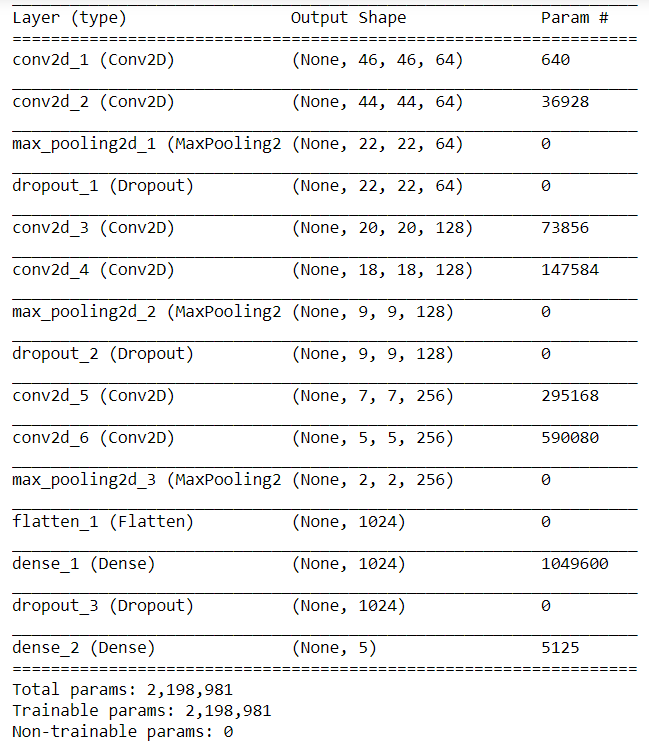 Layer (type) Output Shape Param #
=================================================================
conv2d_1 (Conv2D) (None, 46, 46, 64) 640
conv2d_2 (Conv2D) (None, 44, 44, 64) 36928
max_pooling2d_1 (MaxPooling2 (None, 22, 22, 64) 0
dropout_1 (Dropout) (None, 22, 22, 64) 0
conv2d_3 (Conv2D) (None, 20, 20, 128) 73856
conv2d_4 (Conv2D) (None, 18, 18, 128) 147584
max_pooling2d_2 (MaxPooling2 (None, 9, 9, 128) 0
dropout_2 (Dropout) (None, 9, 9, 128) 0
conv2d_5 (Conv2D) (None, 7, 7, 256) 295168
conv2d_6 (Conv2D) (None, 5, 5, 256) 590080
max_pooling2d_3 (MaxPooling2 (None, 2, 2, 256) 0
flatten_1 (Flatten) (None, 1024) 0
dense_1 (Dense) (None, 1024) 1049600
dropout_3 (Dropout) (None, 1024) 0
dense_2 (Dense) (None, 5) 5125
=================================================================
Total params: 2,198,981
Trainable params: 2,198,981
Non-trainable params: 0